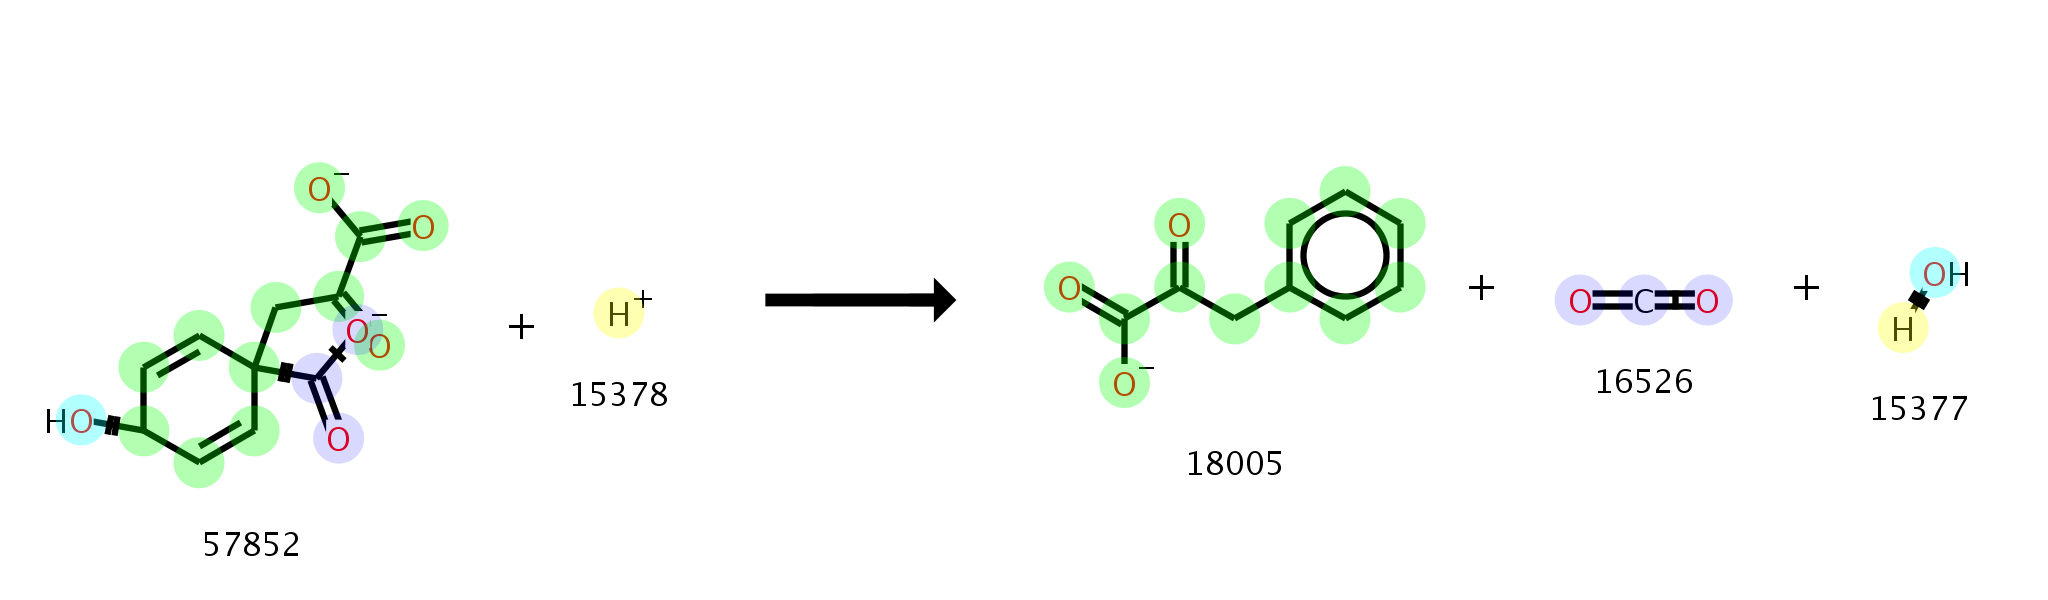 O−
O
O−
O
O
HO
57852
+
H+
15378
O
O
O−
18005
+
O=C=O
16526
+
OH
H
15377